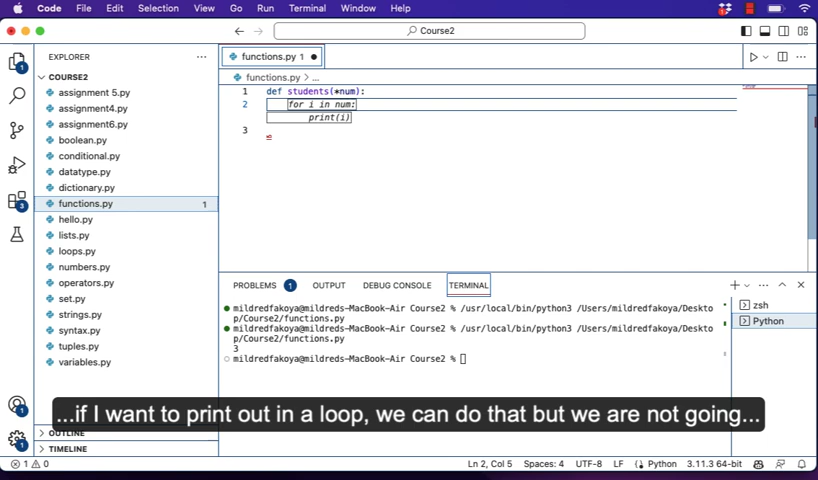 Code File Edit Selection View Go Run Terminal Window Help
Course2
EXPLORER
functions.py 1
COURSE2
functions.py > ...
assignment 5.py
assignment4.py
assignment6.py
boolean.py
conditional.py
datatype.py
dictionary.py
functions.py 1
hello.py
lists.py
loops.py
numbers.py
operators.py
set.py
strings.py
syntax.py
tuples.py
variables.py
1 def students(*num):
2 for i in num:
print(i)
3
PROBLEMS 1 OUTPUT DEBUG CONSOLE TERMINAL
mildredfakoya@mildreds-MacBook-Air Course2 % /usr/local/bin/python3 /Users/mildredfakoya/Deskto
p/Course2/functions.py
mildredfakoya@mildreds-MacBook-Air Course2 % /usr/local/bin/python3 /Users/mildredfakoya/Deskto
p/Course2/functions.py
3
mildredfakoya@mildreds-MacBook-Air Course2 %
zsh
Python
...if I want to print out in a loop, we can do that but we are not going...
OUTLINE
TIMELINE
1 0 Ln 2, Col 5 Spaces: 4 UTF-8 LF Python 3.11.3 64-bit